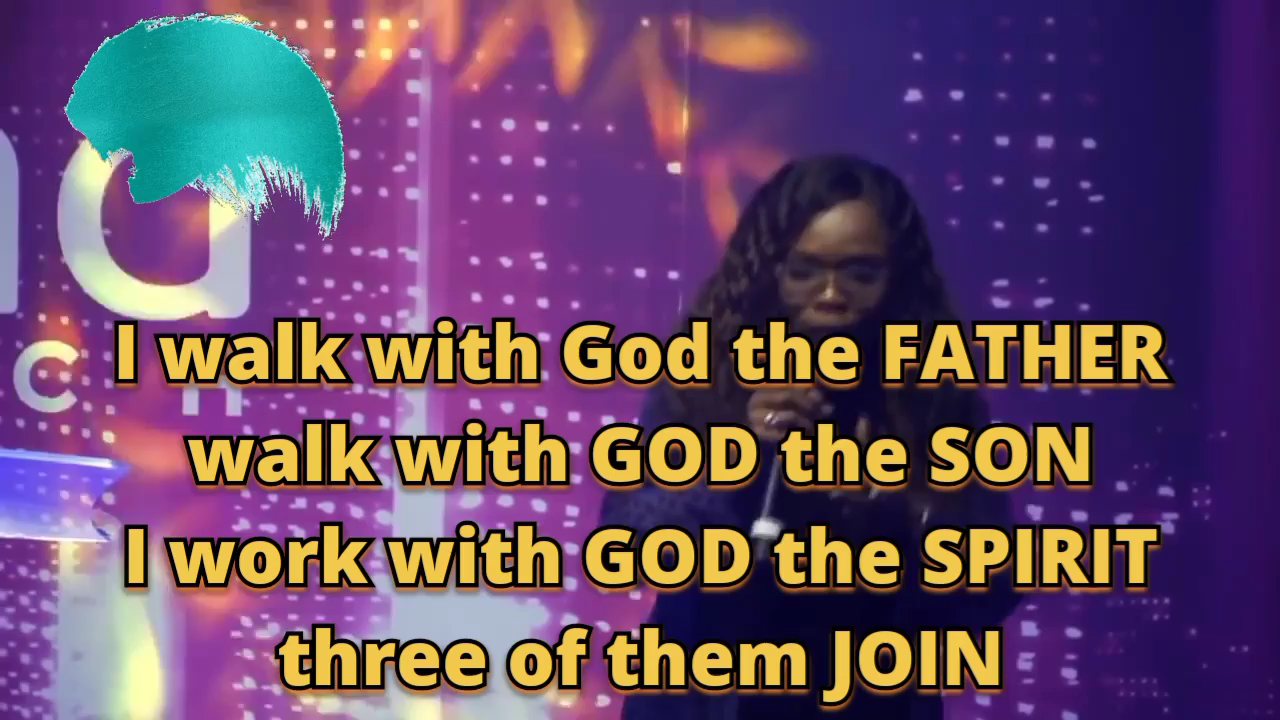 I walk with God the FATHER
walk with GOD the SON
I work with GOD the SPIRIT
three of them JOIN